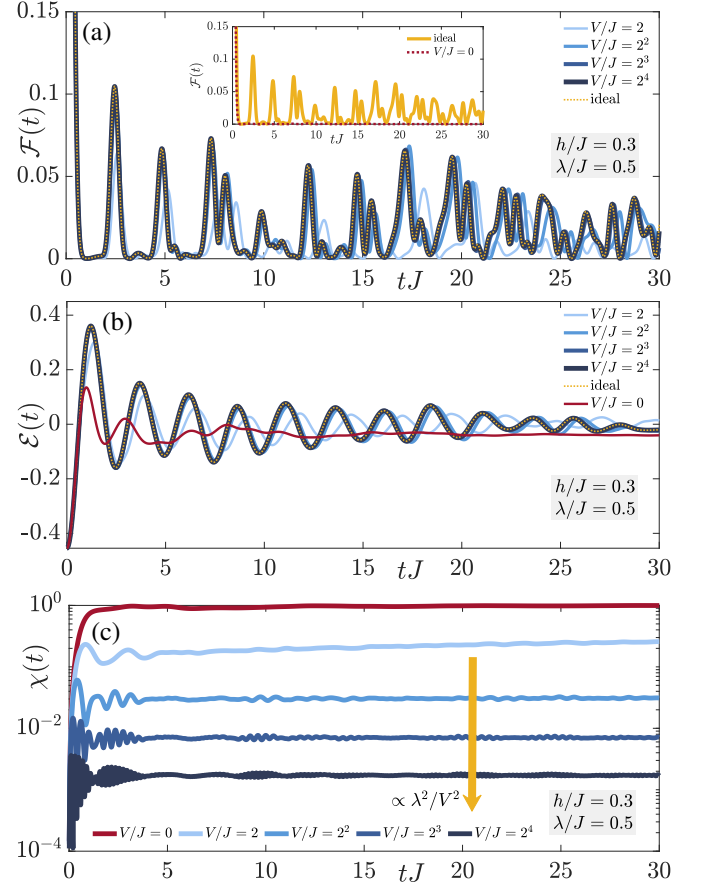 (a)
0.15
0.1
0.05
0
F(t)
0 5 10 15 20 25 30
tJ
0.15
0.1
0.05
0
F(t)
0 5 10 15 20 25 30
tJ
ideal
V/J = 0
V/J = 2
V/J = 2²
V/J = 2³
V/J = 2⁴
ideal
h/J = 0.3
λ/J = 0.5
(b)
0.4
0.2
0
-0.2
-0.4
ℰ(t)
0 5 10 15 20 25 30
tJ
V/J = 2
V/J = 2²
V/J = 2³
V/J = 2⁴
ideal
V/J = 0
h/J = 0.3
λ/J = 0.5
(c)
10⁰
10⁻²
10⁻⁴
χ(t)
∝ λ²/V²
h/J = 0.3
λ/J = 0.5
V/J = 0 V/J = 2 V/J = 2² V/J = 2³ V/J = 2⁴
0 5 10 15 20 25 30
tJ